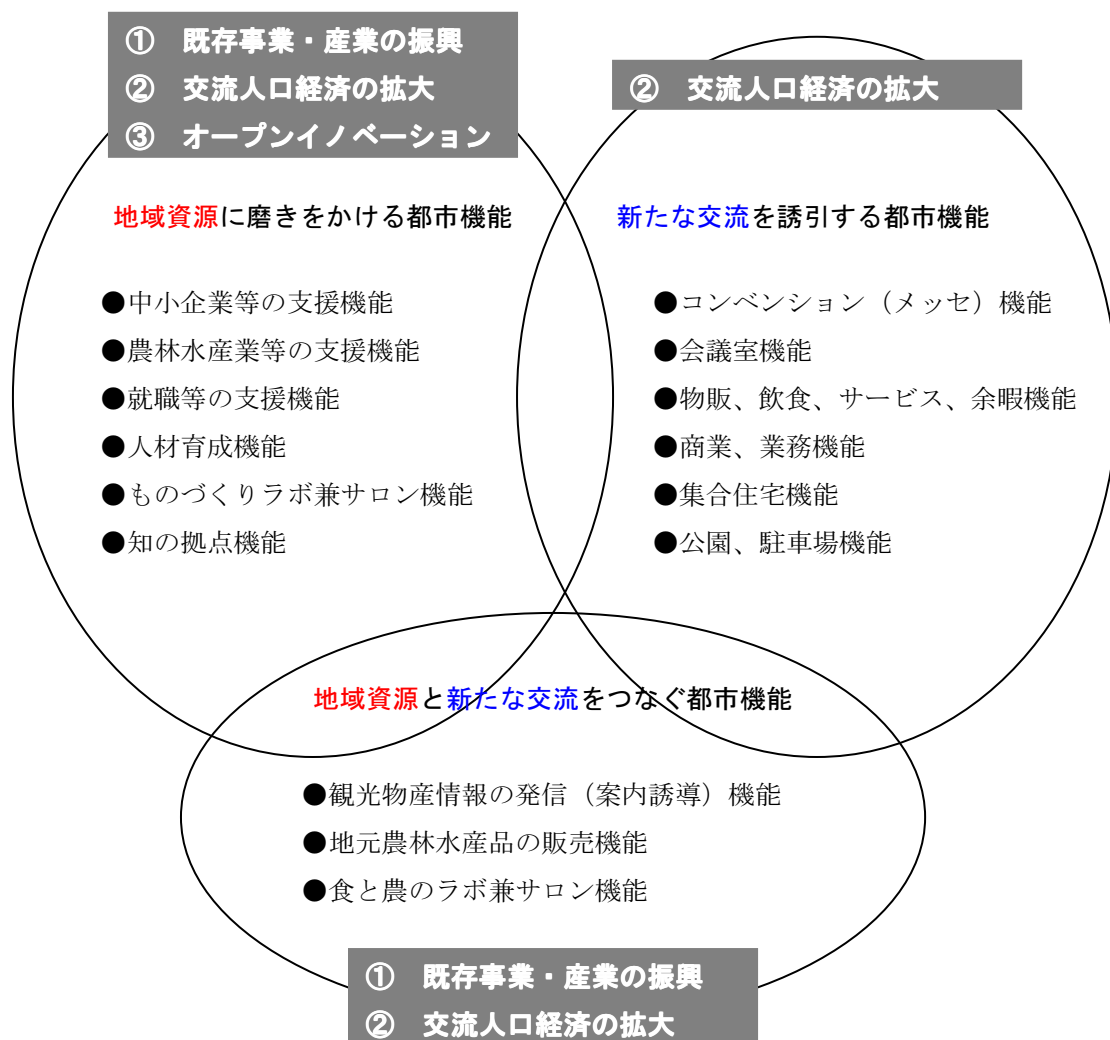 ① 既存事業・産業の振興
② 交流人口経済の拡大
③ オープンイノベーション
地域資源に磨きをかける都市機能
●中小企業等の支援機能
●農林水産業等の支援機能
●就職等の支援機能
●人材育成機能
●ものづくりラボ兼サロン機能
●知の拠点機能
② 交流人口経済の拡大
新たな交流を誘引する都市機能
●コンベンション（メッセ）機能
●会議室機能
●物販、飲食、サービス、余暇機能
●商業、業務機能
●集合住宅機能
●公園、駐車場機能
地域資源と新たな交流をつなぐ都市機能
●観光物産情報の発信（案内誘導）機能
●地元農林水産品の販売機能
●食と農のラボ兼サロン機能
① 既存事業・産業の振興
② 交流人口経済の拡大